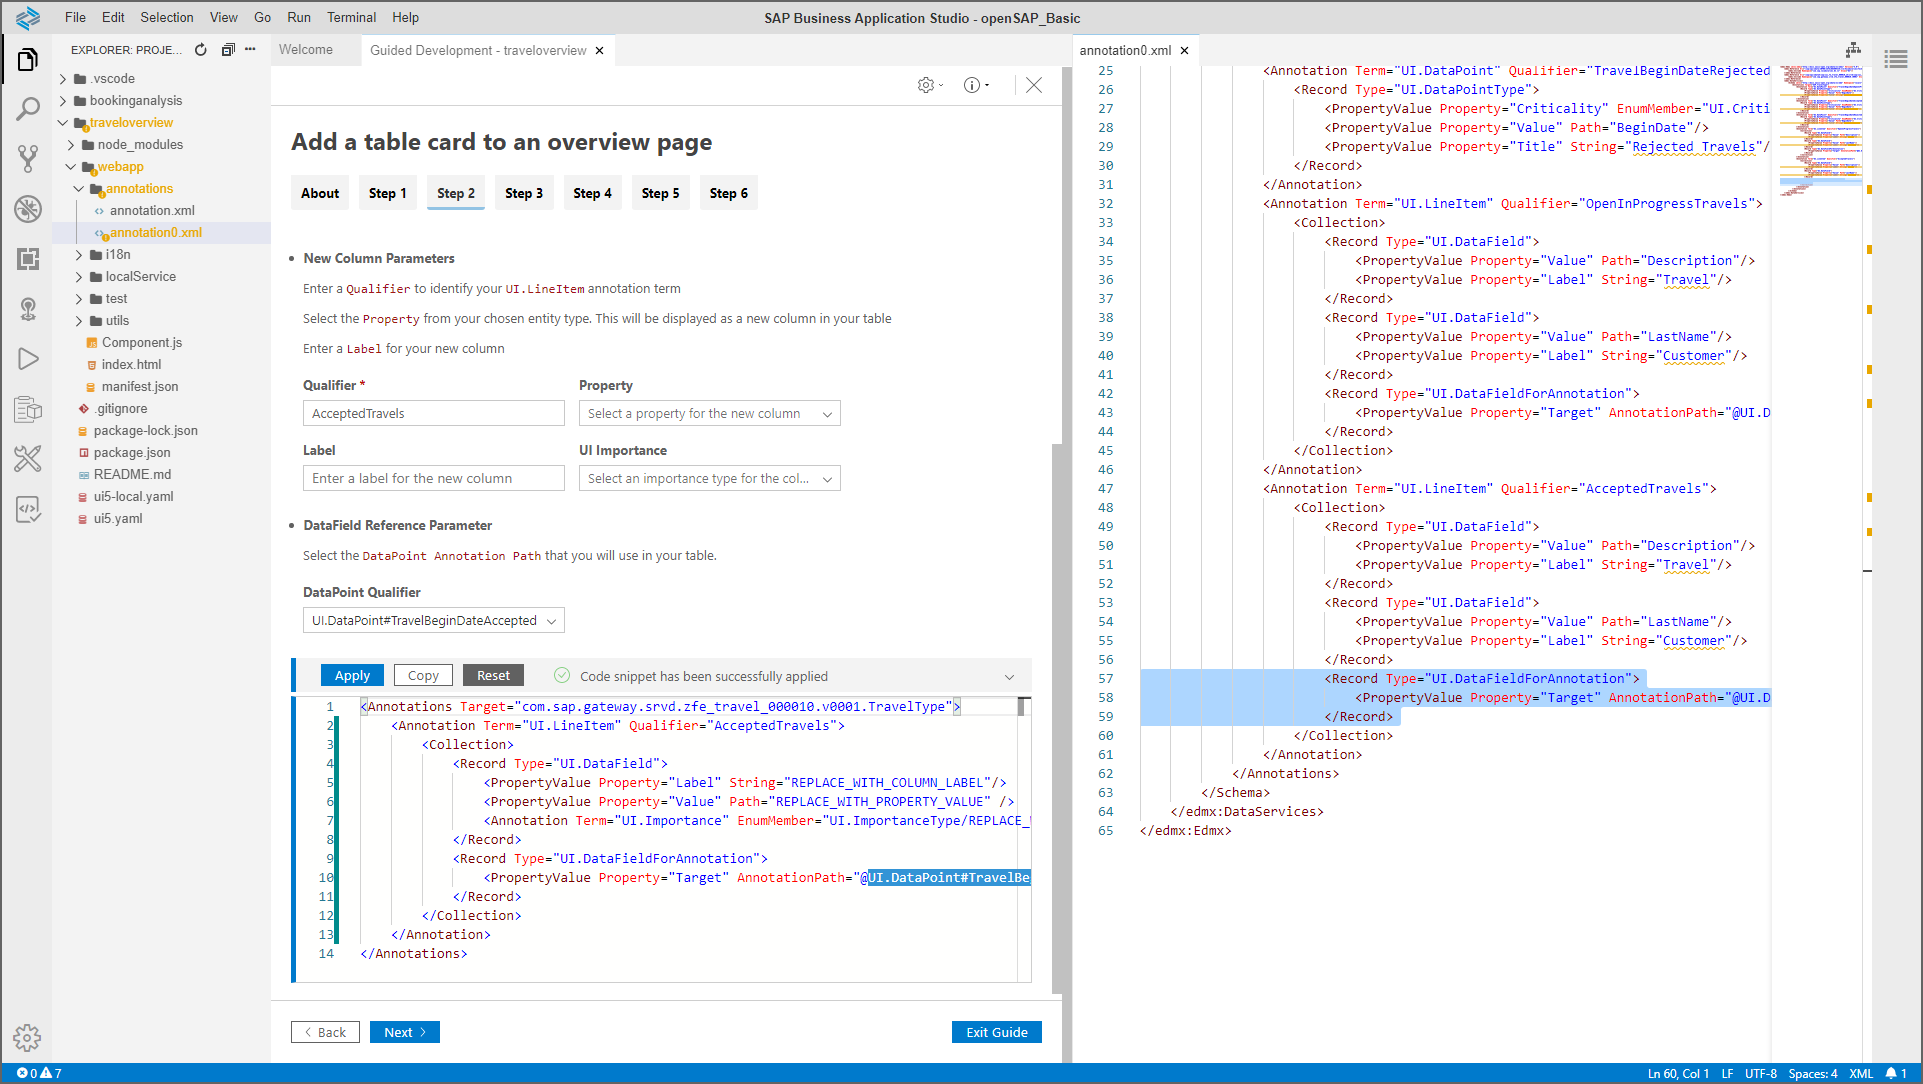 File Edit Selection View Go Run Terminal Help
SAP Business Application Studio - openSAP_Basic
EXPLORER: PROJE...
.vscode
bookinganalysis
traveloverview
node_modules
webapp
annotations
annotation.xml
annotation0.xml
i18n
localService
test
utils
Component.js
index.html
manifest.json
.gitignore
package-lock.json
package.json
README.md
ui5-local.yaml
ui5.yaml
Welcome
Guided Development - traveloverview
Add a table card to an overview page
About Step 1 Step 2 Step 3 Step 4 Step 5 Step 6
New Column Parameters
Enter a Qualifier to identify your UI.LineItem annotation term
Select the Property from your chosen entity type. This will be displayed as a new column in your table
Enter a Label for your new column
Qualifier * Property
AcceptedTravels Select a property for the new column
Label UI Importance
Enter a label for the new column Select an importance type for the col...
DataField Reference Parameter
Select the DataPoint Annotation Path that you will use in your table.
DataPoint Qualifier
UI.DataPoint#TravelBeginDateAccepted
Apply Copy Reset Code snippet has been successfully applied
1 <Annotations Target="com.sap.gateway.srvd.zfe_travel_000010.v0001.TravelType">
2 <Annotation Term="UI.LineItem" Qualifier="AcceptedTravels">
3 <Collection>
4 <Record Type="UI.DataField">
5 <PropertyValue Property="Label" String="REPLACE_WITH_COLUMN_LABEL"/>
6 <PropertyValue Property="Value" Path="REPLACE_WITH_PROPERTY_VALUE" />
7 <Annotation Term="UI.Importance" EnumMember="UI.ImportanceType/REPLACE_
8 </Record>
9 <Record Type="UI.DataFieldForAnnotation">
10 <PropertyValue Property="Target" AnnotationPath="@UI.DataPoint#TravelBe
11 </Record>
12 </Collection>
13 </Annotation>
14 </Annotations>
Back Next Exit Guide
annotation0.xml
25 <Annotation Term="UI.DataPoint" Qualifier="TravelBeginDateRejected
26 <Record Type="UI.DataPointType">
27 <PropertyValue Property="Criticality" EnumMember="UI.Criti
28 <PropertyValue Property="Value" Path="BeginDate"/>
29 <PropertyValue Property="Title" String="Rejected Travels"/
30 </Record>
31 </Annotation>
32 <Annotation Term="UI.LineItem" Qualifier="OpenInProgressTravels">
33 <Collection>
34 <Record Type="UI.DataField">
35 <PropertyValue Property="Value" Path="Description"/>
36 <PropertyValue Property="Label" String="Travel"/>
37 </Record>
38 <Record Type="UI.DataField">
39 <PropertyValue Property="Value" Path="LastName"/>
40 <PropertyValue Property="Label" String="Customer"/>
41 </Record>
42 <Record Type="UI.DataFieldForAnnotation">
43 <PropertyValue Property="Target" AnnotationPath="@UI.D
44 </Record>
45 </Collection>
46 </Annotation>
47 <Annotation Term="UI.LineItem" Qualifier="AcceptedTravels">
48 <Collection>
49 <Record Type="UI.DataField">
50 <PropertyValue Property="Value" Path="Description"/>
51 <PropertyValue Property="Label" String="Travel"/>
52 </Record>
53 <Record Type="UI.DataField">
54 <PropertyValue Property="Value" Path="LastName"/>
55 <PropertyValue Property="Label" String="Customer"/>
56 </Record>
57 <Record Type="UI.DataFieldForAnnotation">
58 <PropertyValue Property="Target" AnnotationPath="@UI.D
59 </Record>
60 </Collection>
61 </Annotation>
62 </Annotations>
63 </Schema>
64 </edmx:DataServices>
65 </edmx:Edmx>
0 7 Ln 60, Col 1 LF UTF-8 Spaces: 4 XML 1